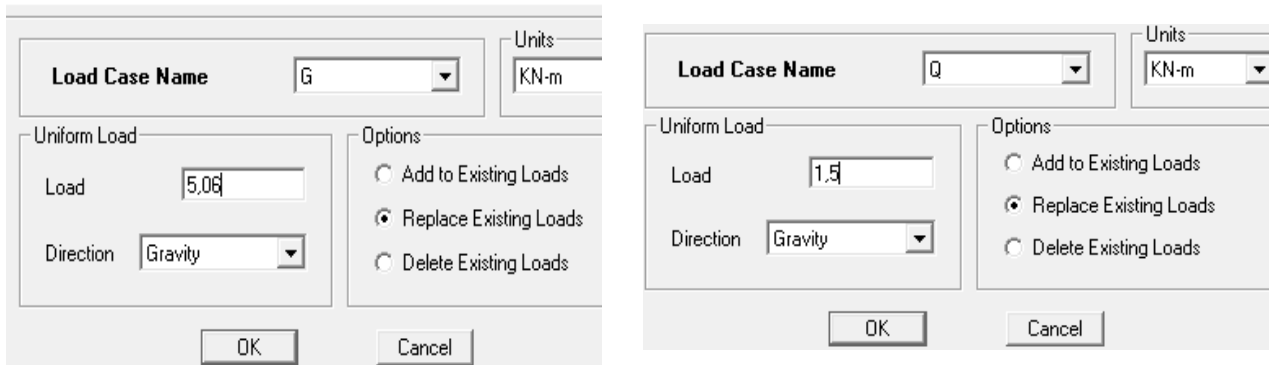 Units
Load Case Name G KN-m
Uniform Load Options
Load 5,06 Add to Existing Loads
Replace Existing Loads
Direction Gravity Delete Existing Loads
OK Cancel
Units
Load Case Name Q KN-m
Uniform Load Options
Load 1,5 Add to Existing Loads
Replace Existing Loads
Direction Gravity Delete Existing Loads
OK Cancel